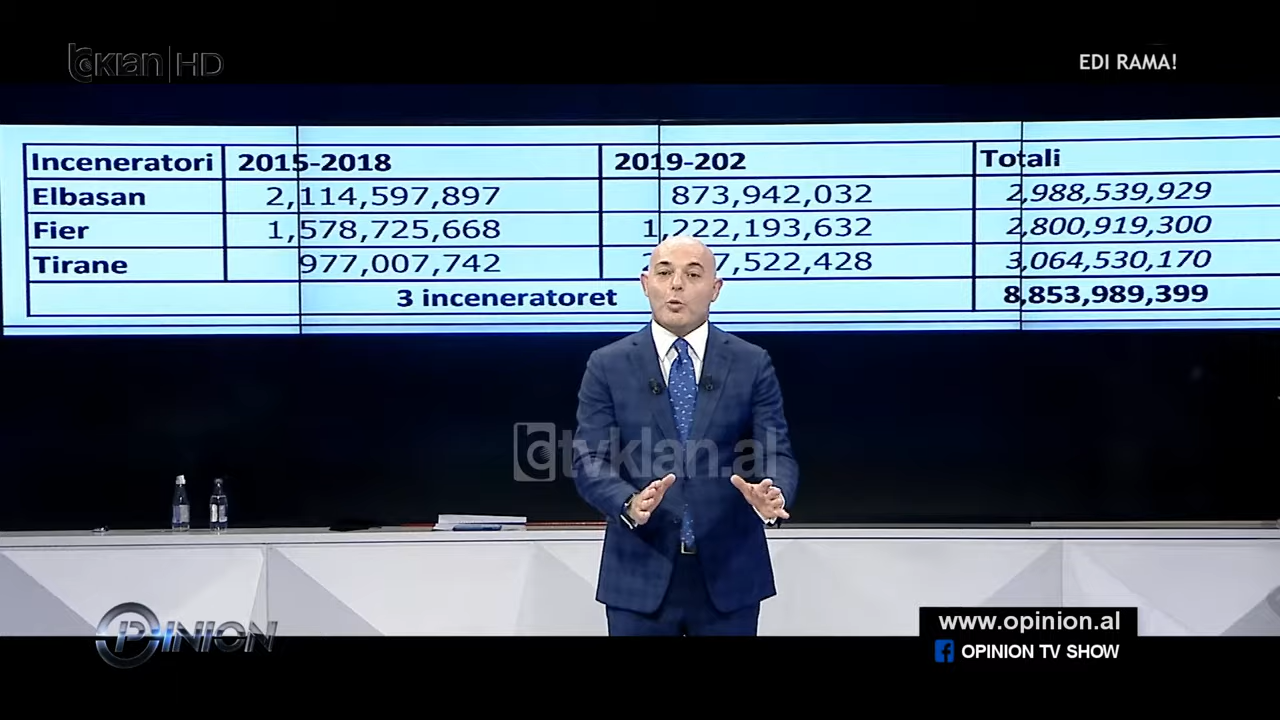 tvklan HD
EDI RAMA!
Inceneratori 2015-2018 2019-202 Totali
Elbasan 2,114,597,897 873,942,032 2,988,539,929
Fier 1,578,725,668 1,222,193,632 2,800,919,300
Tirane 977,007,742 3,064,530,170
3 inceneratoret 8,853,989,399
tvklan.al
OPINION
www.opinion.al
OPINION TV SHOW